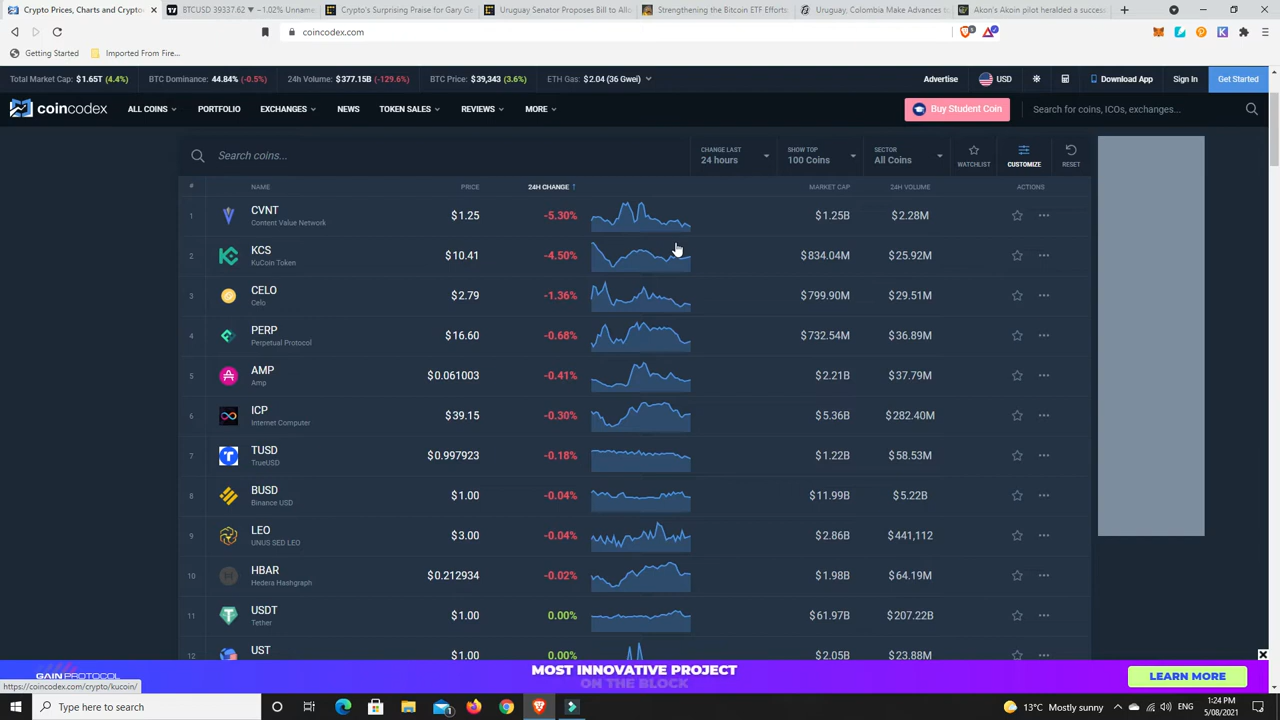 Crypto Prices, Charts and Cryptoc
BTCUSD 39337.62 −1.02% Unname
Crypto's Surprising Praise for Gary Ge
Uruguay Senator Proposes Bill to Allo
Strengthening the Bitcoin ETF Efforts
Uruguay, Colombia Make Advances to
Akon's Akoin pilot heralded a success
coincodex.com
Getting Started
Imported From Fire...
Total Market Cap: $1.65T (4.4%)
BTC Dominance: 44.84% (-0.5%)
24h Volume: $377.15B (-129.6%)
BTC Price: $39,343 (3.6%)
ETH Gas: $2.04 (36 Gwei)
Advertise
USD
Download App
Sign In
Get Started
coincodex
ALL COINS
PORTFOLIO
EXCHANGES
NEWS
TOKEN SALES
REVIEWS
MORE
Buy Student Coin
Search for coins, ICOs, exchanges...
Search coins...
CHANGE LAST
24 hours
SHOW TOP
100 Coins
SECTOR
All Coins
WATCHLIST
CUSTOMIZE
RESET
# NAME PRICE 24H CHANGE ↑ MARKET CAP 24H VOLUME ACTIONS
1 CVNT $1.25 -5.30% $1.25B $2.28M
Content Value Network
2 KCS $10.41 -4.50% $834.04M $25.92M
KuCoin Token
3 CELO $2.79 -1.36% $799.90M $29.51M
Celo
4 PERP $16.60 -0.68% $732.54M $36.89M
Perpetual Protocol
5 AMP $0.061003 -0.41% $2.21B $37.79M
Amp
6 ICP $39.15 -0.30% $5.36B $282.40M
Internet Computer
7 TUSD $0.997923 -0.18% $1.22B $58.53M
TrueUSD
8 BUSD $1.00 -0.04% $11.99B $5.22B
Binance USD
9 LEO $3.00 -0.04% $2.86B $441,112
UNUS SED LEO
10 HBAR $0.212934 -0.02% $1.98B $64.19M
Hedera Hashgraph
11 USDT $1.00 0.00% $61.97B $207.22B
Tether
12 UST $1.00 0.00% $2.05B $23.88M
GAIN PROTOCOL
MOST INNOVATIVE PROJECT
ON THE BLOCK
LEARN MORE
https://coincodex.com/crypto/kucoin/
Type here to search
13°C Mostly sunny
1:24 PM
5/08/2021